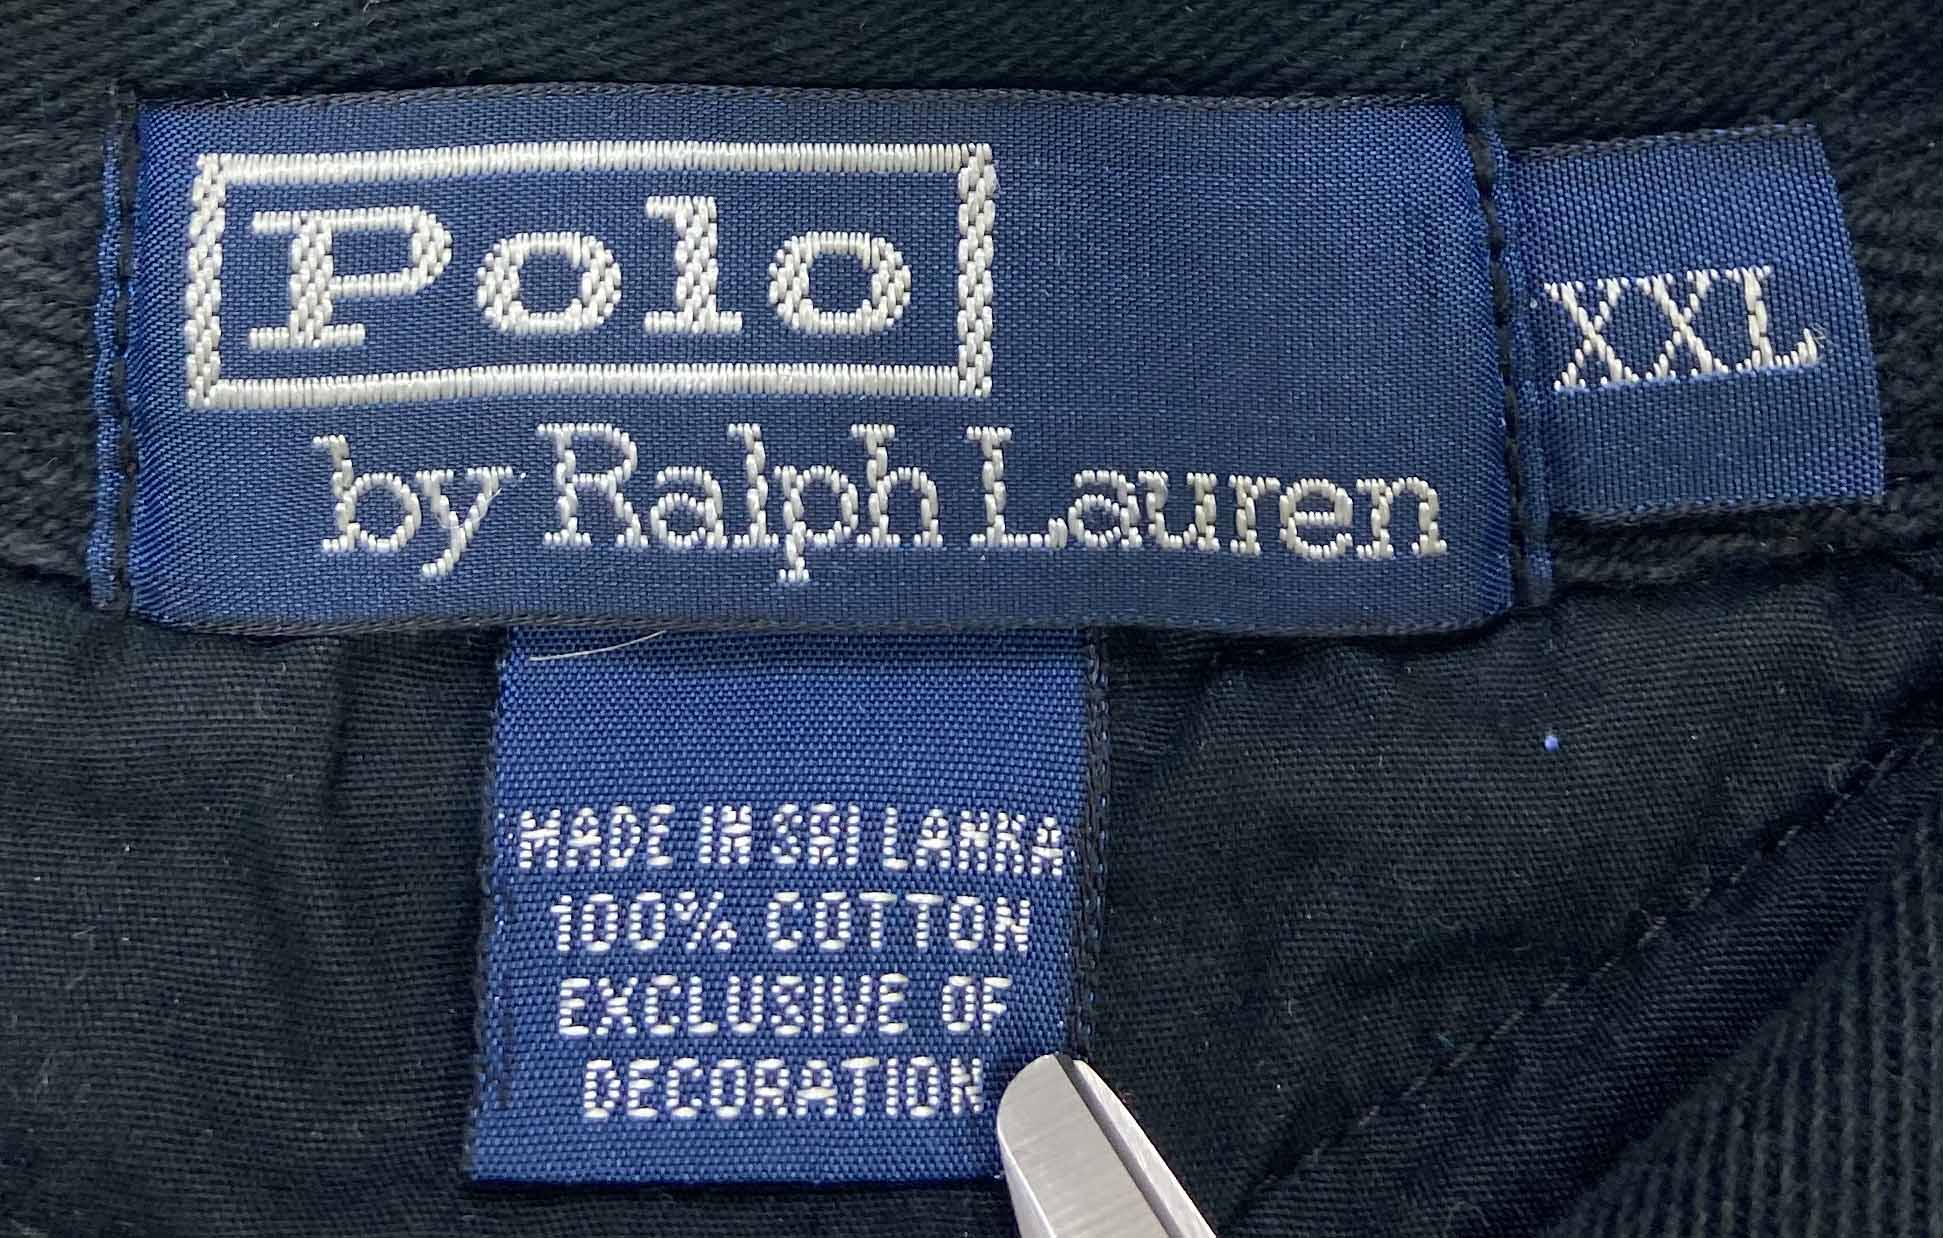 Polo
by Ralph Lauren
XXL
MADE IN SRI LANKA
100% COTTON
EXCLUSIVE OF
DECORATION